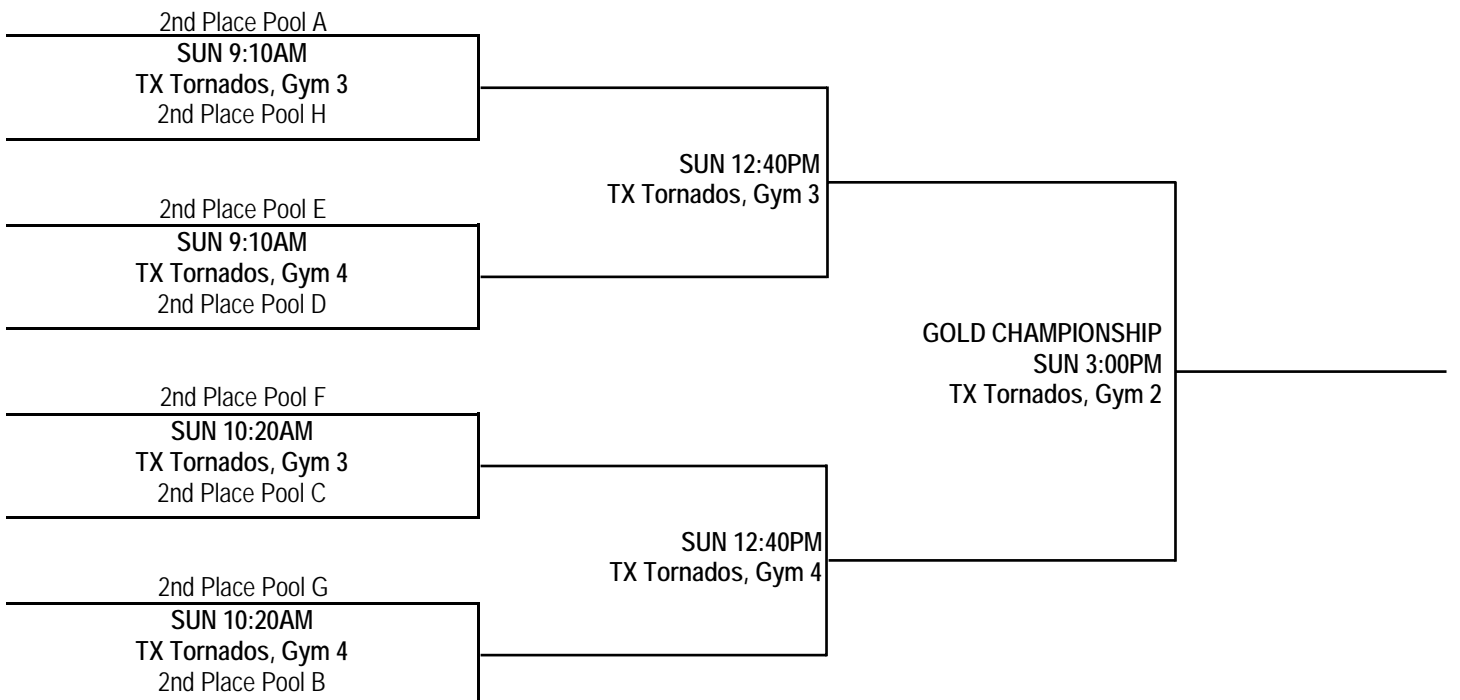 2nd Place Pool A
SUN 9:10AM
TX Tornados, Gym 3
2nd Place Pool H
SUN 12:40PM
TX Tornados, Gym 3
2nd Place Pool E
SUN 9:10AM
TX Tornados, Gym 4
2nd Place Pool D
GOLD CHAMPIONSHIP
SUN 3:00PM
TX Tornados, Gym 2
2nd Place Pool F
SUN 10:20AM
TX Tornados, Gym 3
2nd Place Pool C
SUN 12:40PM
TX Tornados, Gym 4
2nd Place Pool G
SUN 10:20AM
TX Tornados, Gym 4
2nd Place Pool B